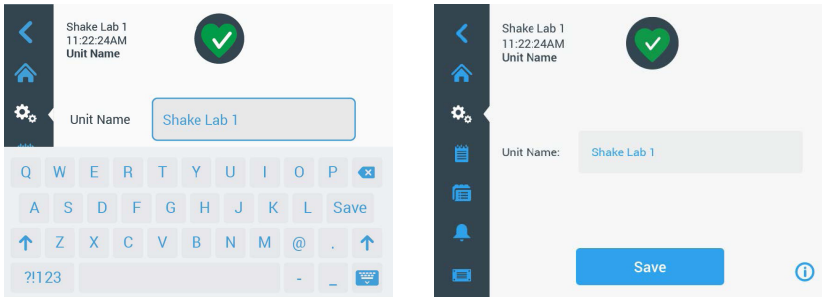 Shake Lab 1
11:22:24AM
Unit Name
Unit Name
Shake Lab 1
Q W E R T Y U I O P
A S D F G H J K L Save
Z X C V B N M @ .
?!123 - _
Shake Lab 1
11:22:24AM
Unit Name
Unit Name:
Shake Lab 1
Save